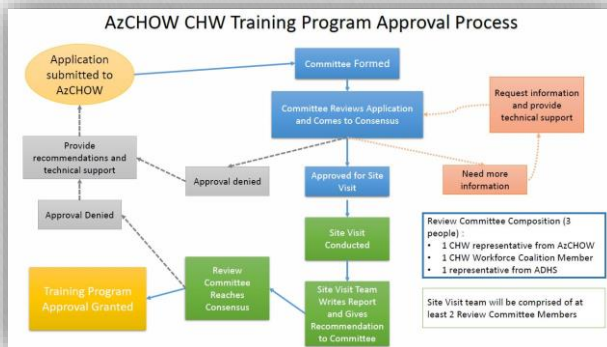 AzCHOW CHW Training Program Approval Process
Application
submitted to
AzCHOW
Committee Formed
Committee Reviews Application
and Comes to Consensus
Request information
and provide
technical support
Provide
recommendations and
technical support
Approval denied
Approved for Site
Visit
Need more
information
Approval Denied
Site Visit
Conducted
Review Committee Composition (3
people) :
• 1 CHW representative from AzCHOW
• 1 CHW Workforce Coalition Member
• 1 representative from ADHS
Training Program
Approval Granted
Review
Committee
Reaches
Consensus
Site Visit Team
Writes Report
and Gives
Recommendation
to Committee
Site Visit team will be comprised of at
least 2 Review Committee Members